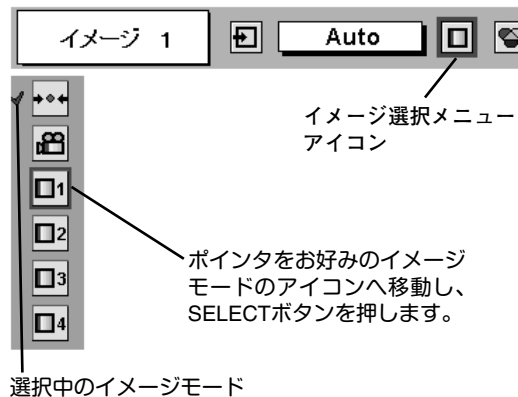 イメージ 1
Auto
イメージ選択メニュー
アイコン
1
2
3
4
ポインタをお好みのイメージ
モードのアイコンへ移動し、
SELECTボタンを押します。
選択中のイメージモード